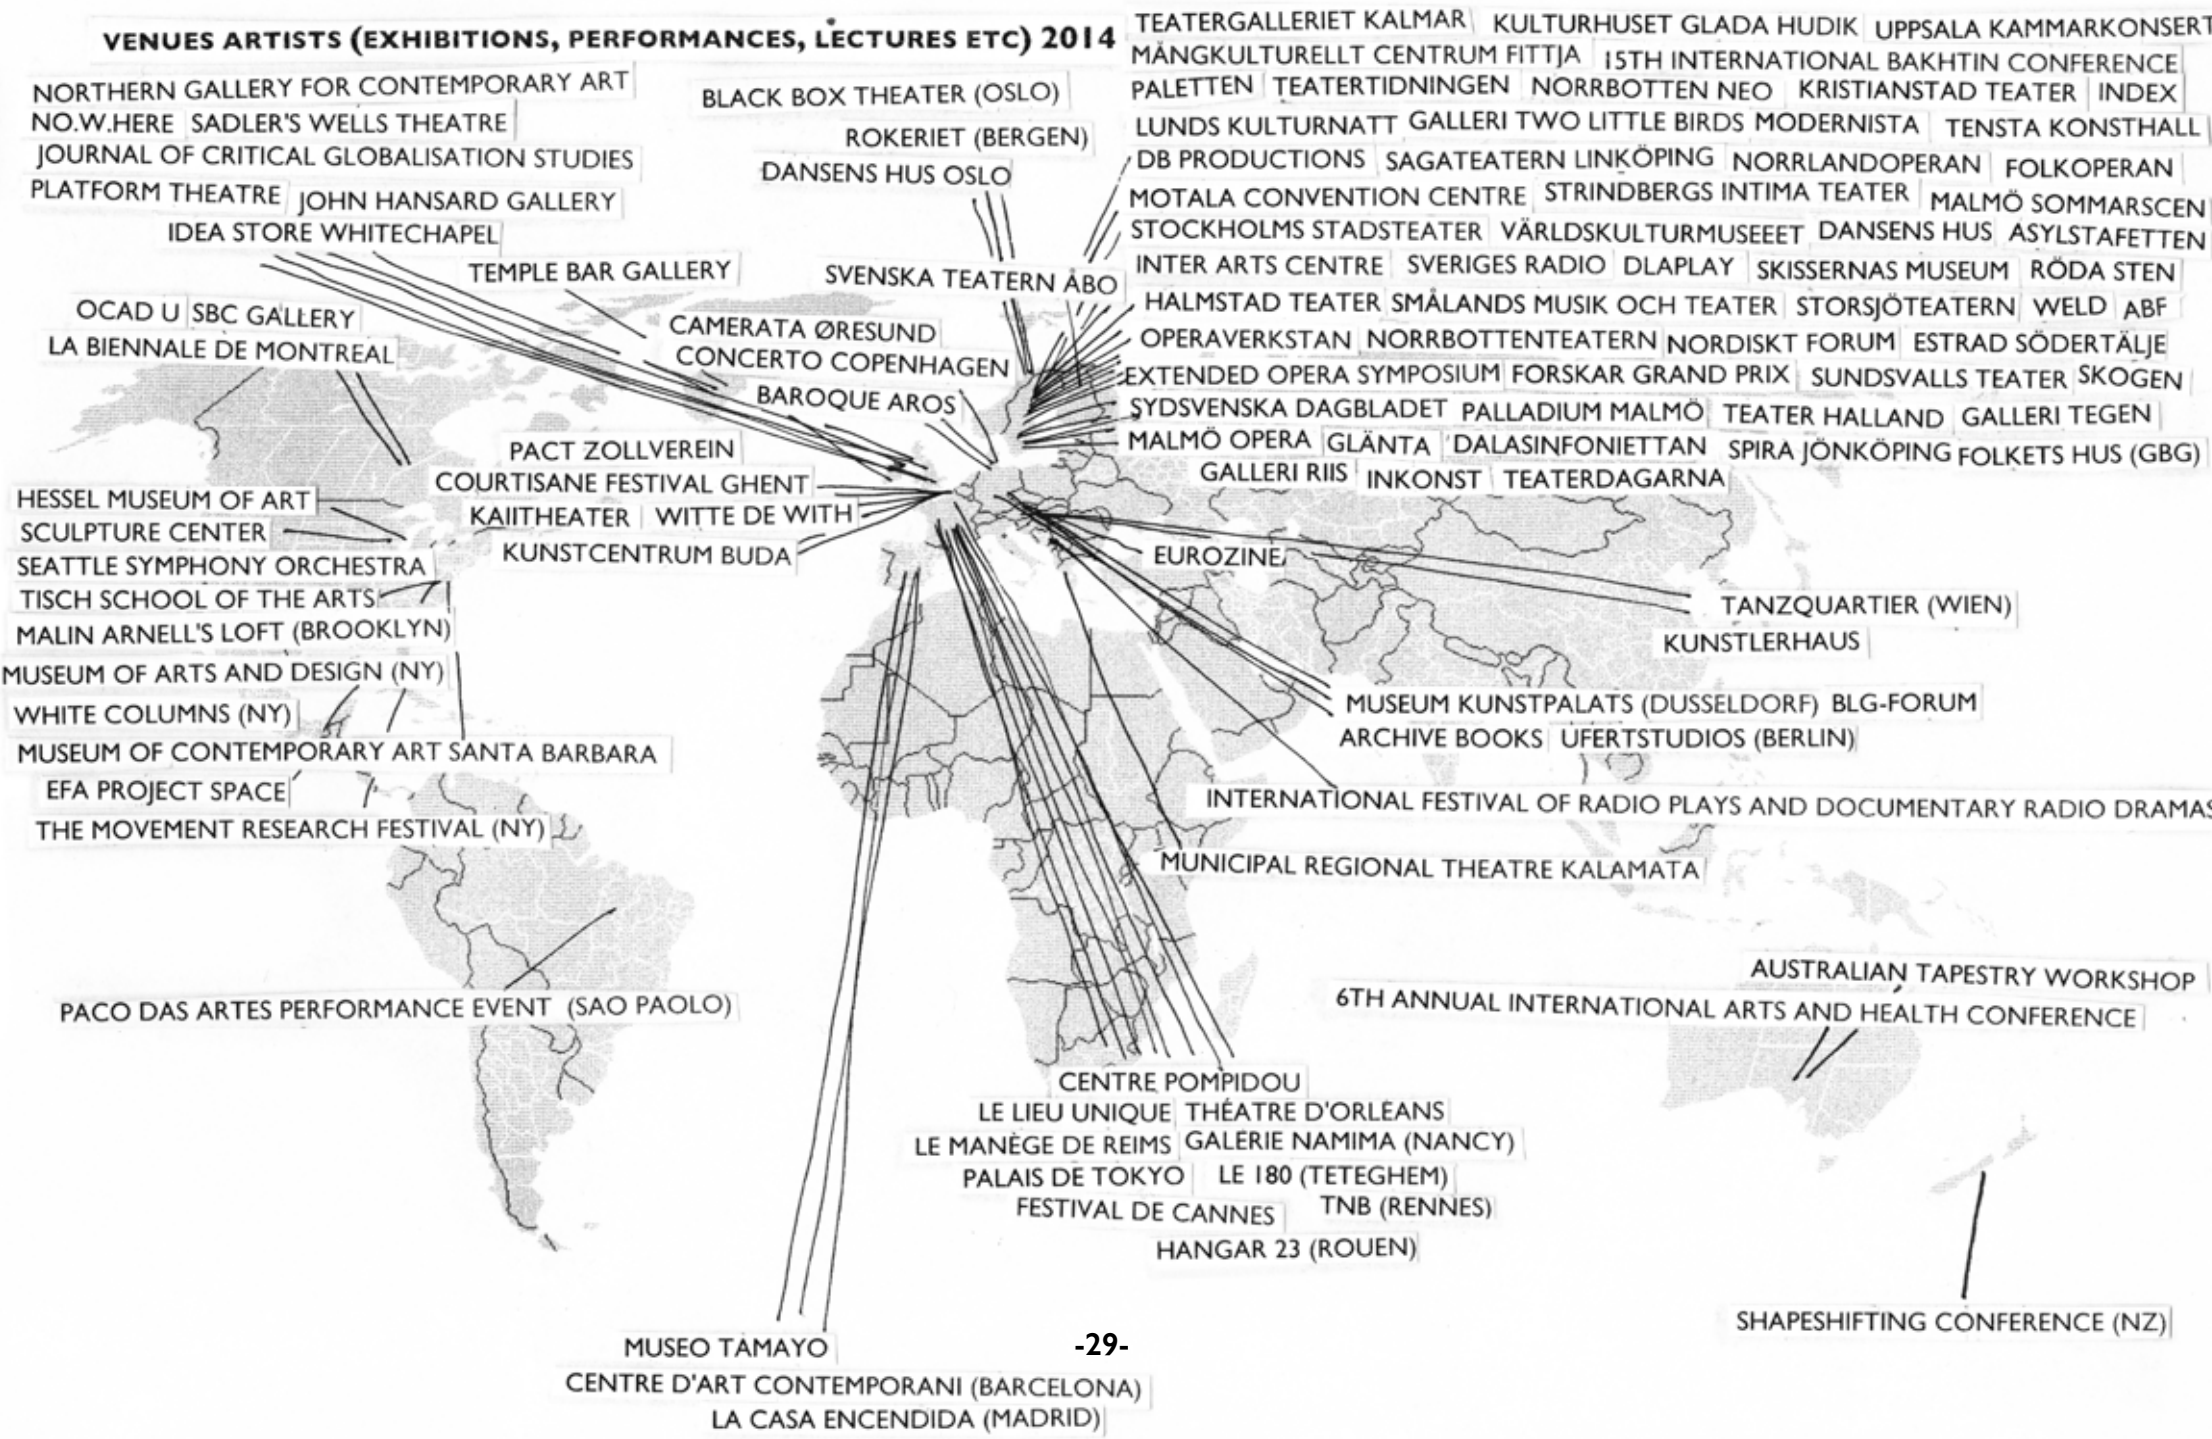 VENUES ARTISTS (EXHIBITIONS, PERFORMANCES, LECTURES ETC) 2014
NORTHERN GALLERY FOR CONTEMPORARY ART
NO.W.HERE SADLER'S WELLS THEATRE
JOURNAL OF CRITICAL GLOBALISATION STUDIES
PLATFORM THEATRE JOHN HANSARD GALLERY
IDEA STORE WHITECHAPEL
TEMPLE BAR GALLERY
OCAD U SBC GALLERY
LA BIENNALE DE MONTREAL
BLACK BOX THEATER (OSLO)
ROKERIET (BERGEN)
DANSENS HUS OSLO
SVENSKA TEATERN ÅBO
CAMERATA ØRESUND
CONCERTO COPENHAGEN
BAROQUE AROS
TEATERGALLERIET KALMAR KULTURHUSET GLADA HUDIK UPPSALA KAMMARKONSERT
MÅNGKULTURELLT CENTRUM FITTJA 15TH INTERNATIONAL BAKHTIN CONFERENCE
PALETTEN TEATERTIDNINGEN NORRBOTTEN NEO KRISTIANSTAD TEATER INDEX
LUNDS KULTURNATT GALLERI TWO LITTLE BIRDS MODERNISTA TENSTA KONSTHALL
DB PRODUCTIONS SAGATEATERN LINKÖPING NORRLANDOPERAN FOLKOPERAN
MOTALA CONVENTION CENTRE STRINDBERGS INTIMA TEATER MALMÖ SOMMARSCEN
STOCKHOLMS STADSTEATER VÄRLDSKULTURMUSEEET DANSENS HUS ASYLSTAFETTEN
INTER ARTS CENTRE SVERIGES RADIO DLAPLAY SKISSERNAS MUSEUM RÖDA STEN
HALMSTAD TEATER SMÅLANDS MUSIK OCH TEATER STORSJÖTEATERN WELD ABF
OPERAVERKSTAN NORRBOTTENTEATERN NORDISKT FORUM ESTRAD SÖDERTÄLJE
EXTENDED OPERA SYMPOSIUM FORSKAR GRAND PRIX SUNDSVALLS TEATER SKOGEN
SYDSVENSKA DAGBLADET PALLADIUM MALMÖ TEATER HALLAND GALLERI TEGEN
MALMÖ OPERA GLÄNTA DALASINFONIETTAN SPIRA JÖNKÖPING FOLKETS HUS (GBG)
GALLERI RIIS INKONST TEATERDAGARNA
PACT ZOLLVEREIN
COURTISANE FESTIVAL GHENT
KAIITHEATER WITTE DE WITH
KUNSTCENTRUM BUDA
HESSEL MUSEUM OF ART
SCULPTURE CENTER
SEATTLE SYMPHONY ORCHESTRA
TISCH SCHOOL OF THE ARTS
MALIN ARNELL'S LOFT (BROOKLYN)
MUSEUM OF ARTS AND DESIGN (NY)
WHITE COLUMNS (NY)
MUSEUM OF CONTEMPORARY ART SANTA BARBARA
EFA PROJECT SPACE
THE MOVEMENT RESEARCH FESTIVAL (NY)
EUROZINE
TANZQUARTIER (WIEN)
KUNSTLERHAUS
MUSEUM KUNSTPALATS (DUSSELDORF) BLG-FORUM
ARCHIVE BOOKS UFERTSTUDIOS (BERLIN)
INTERNATIONAL FESTIVAL OF RADIO PLAYS AND DOCUMENTARY RADIO DRAMAS
MUNICIPAL REGIONAL THEATRE KALAMATA
PACO DAS ARTES PERFORMANCE EVENT (SAO PAOLO)
AUSTRALIAN TAPESTRY WORKSHOP
6TH ANNUAL INTERNATIONAL ARTS AND HEALTH CONFERENCE
CENTRE POMPIDOU
LE LIEU UNIQUE THÉATRE D'ORLEANS
LE MANÈGE DE REIMS GALERIE NAMIMA (NANCY)
PALAIS DE TOKYO LE 180 (TETEGHEM)
FESTIVAL DE CANNES TNB (RENNES)
HANGAR 23 (ROUEN)
SHAPESHIFTING CONFERENCE (NZ)
MUSEO TAMAYO
CENTRE D'ART CONTEMPORANI (BARCELONA)
LA CASA ENCENDIDA (MADRID)
-29-